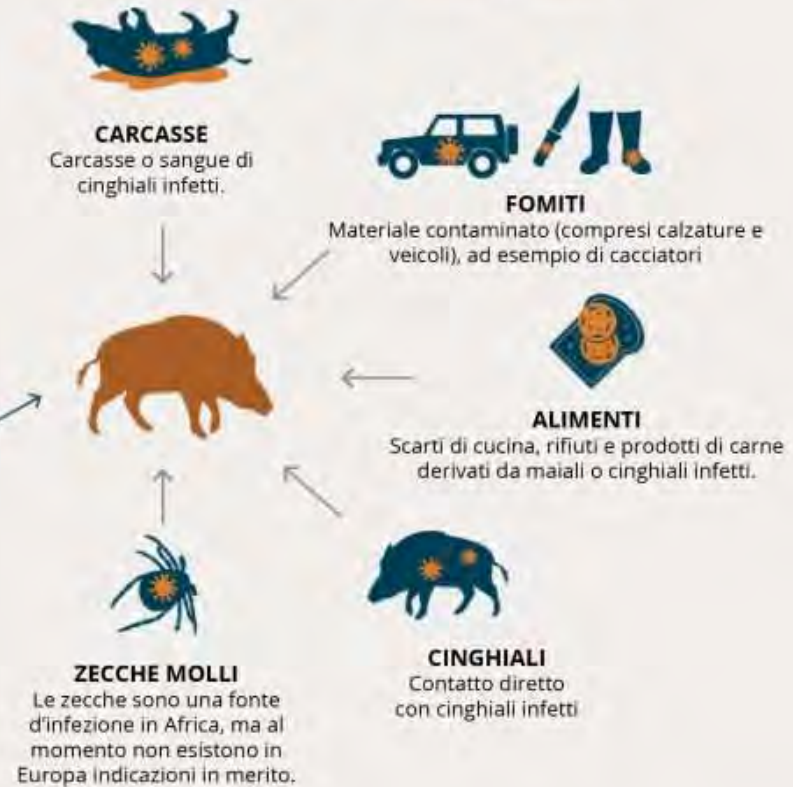 CARCASSE
Carcasse o sangue di
cinghiali infetti.
FOMITI
Materiale contaminato (compresi calzature e
veicoli), ad esempio di cacciatori
ALIMENTI
Scarti di cucina, rifiuti e prodotti di carne
derivati da maiali o cinghiali infetti.
CINGHIALI
Contatto diretto
con cinghiali infetti
ZECCHE MOLLI
Le zecche sono una fonte
d'infezione in Africa, ma al
momento non esistono in
Europa indicazioni in merito.